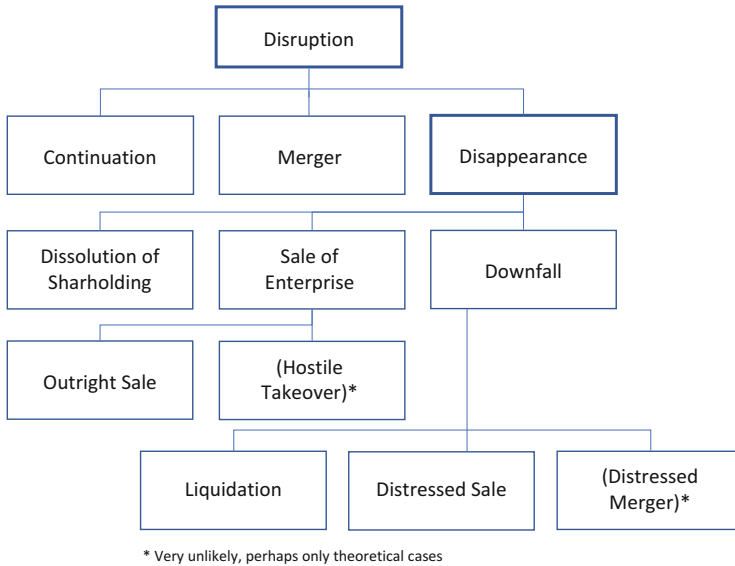 Disruption
Continuation
Merger
Disappearance
Dissolution of
Sharholding
Sale of
Enterprise
Downfall
Outright Sale
(Hostile
Takeover)*
Liquidation
Distressed Sale
(Distressed
Merger)*
* Very unlikely, perhaps only theoretical cases